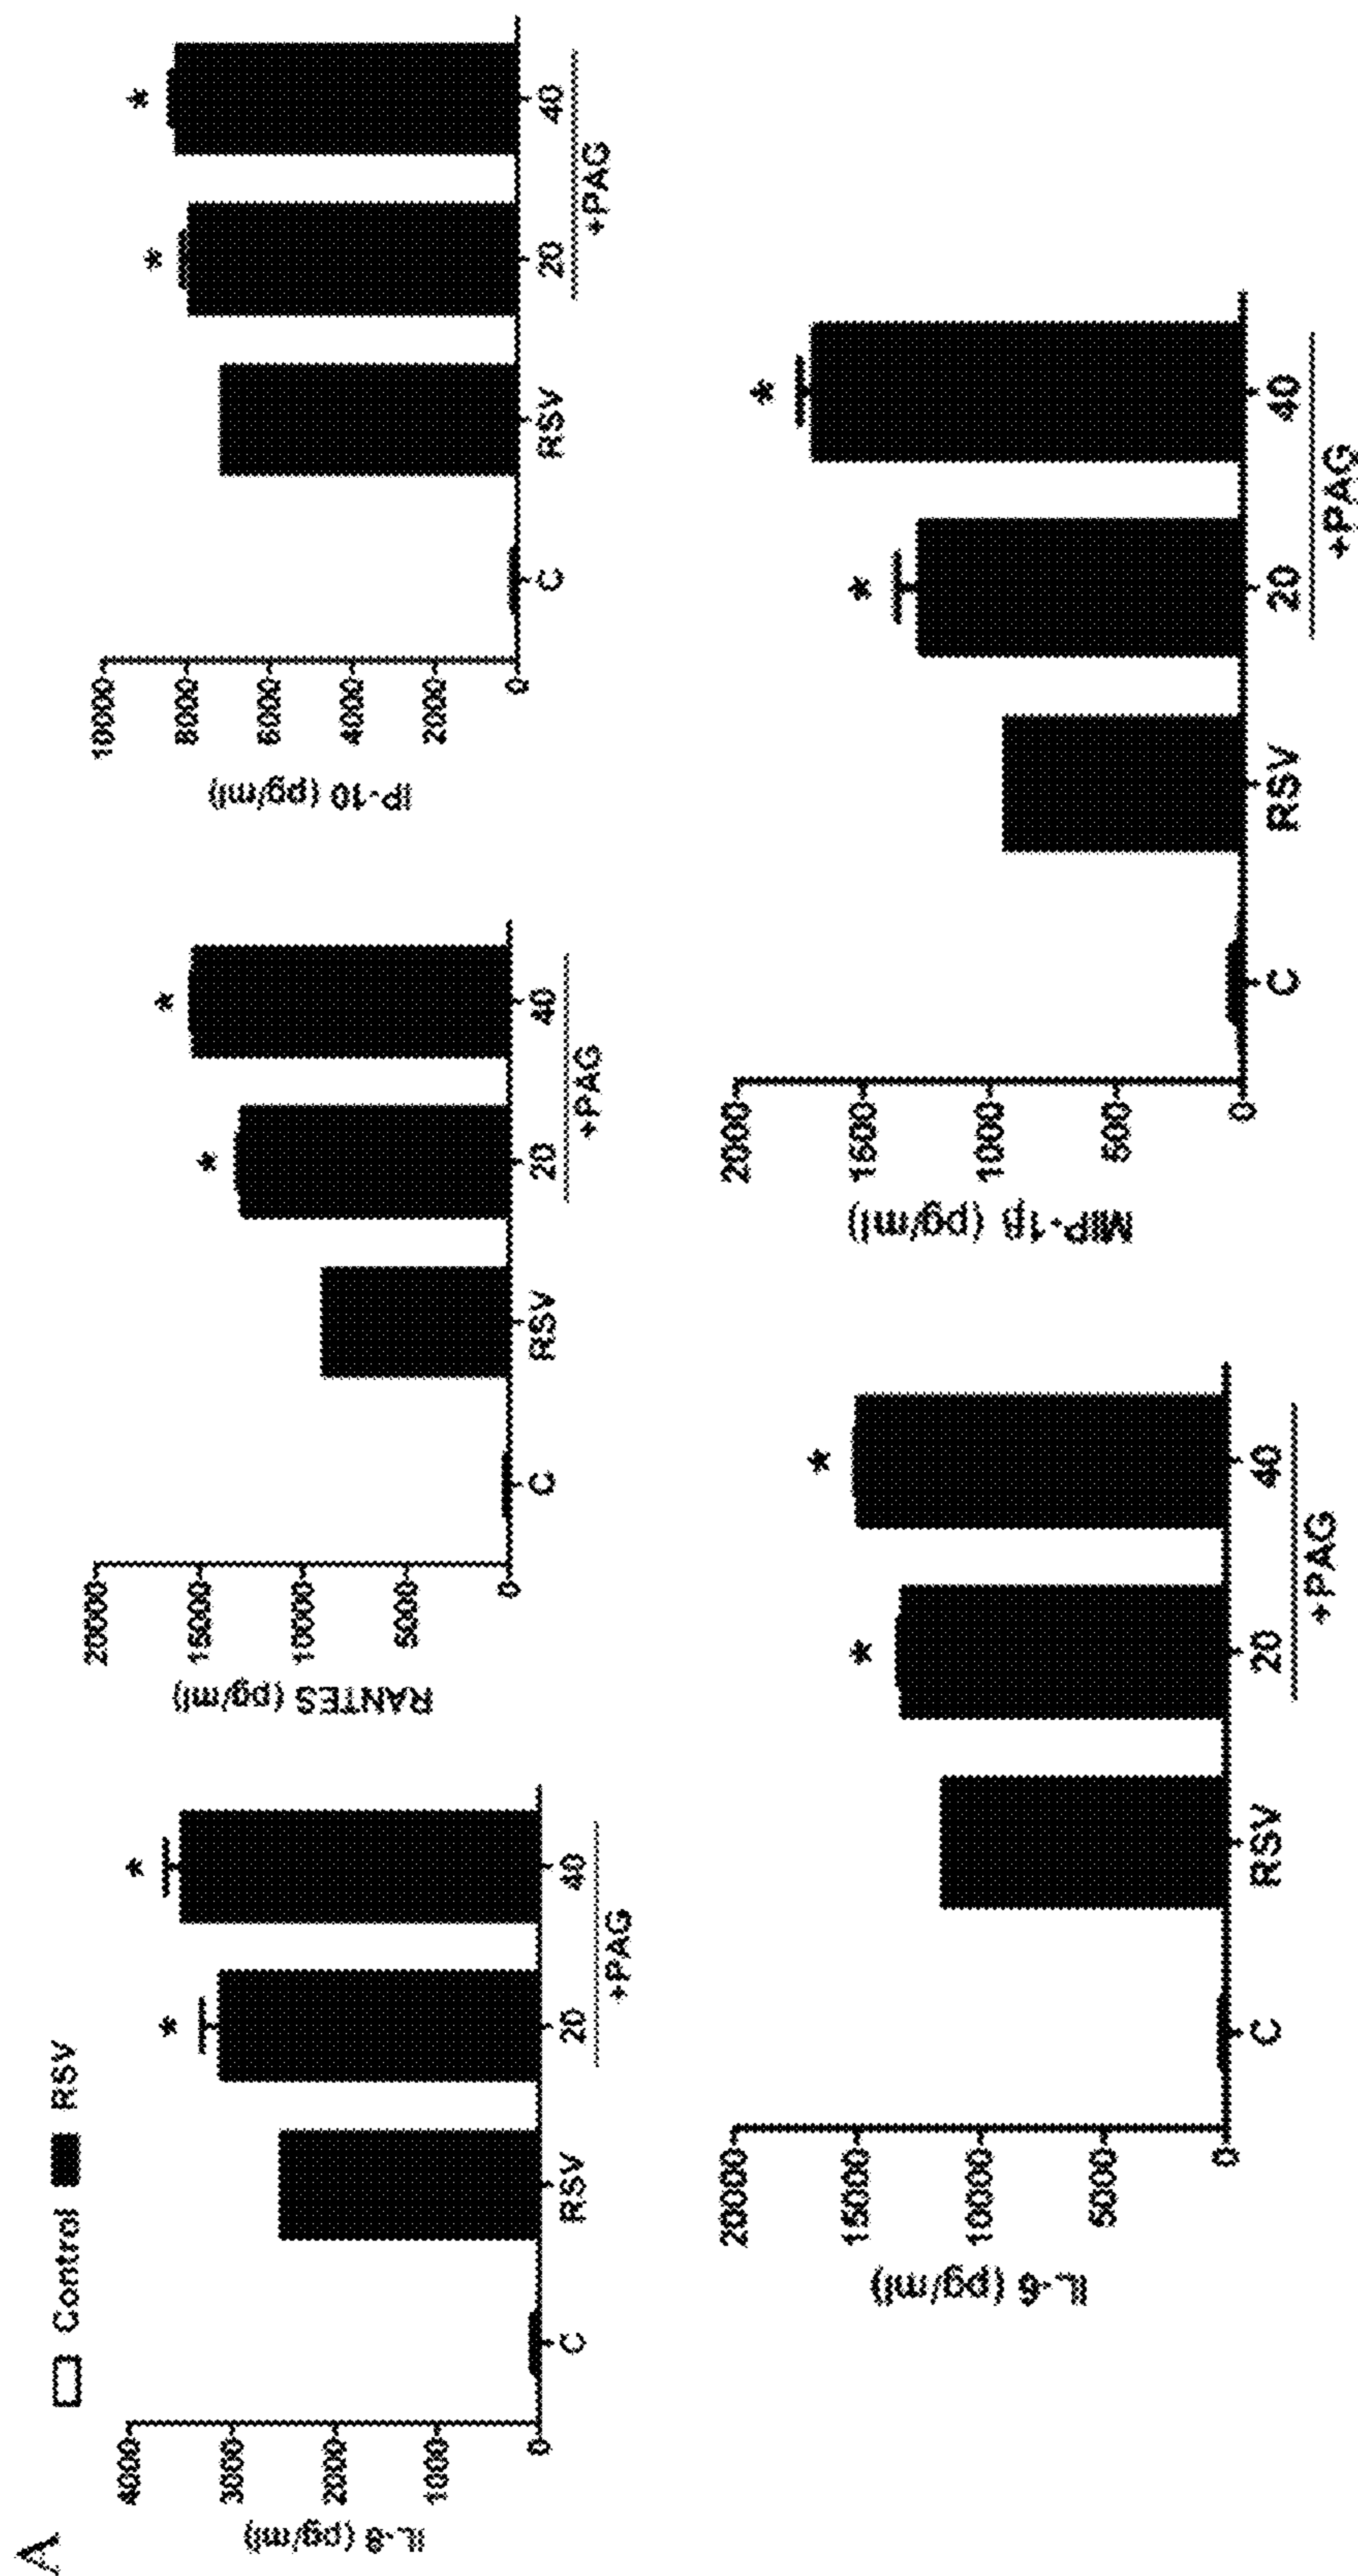 A
Control RSV
IL-8 (pg/ml)
4000
3000
2000
1000
0
C RSV 20 40
+PAG
RANTES (pg/ml)
20000
15000
10000
5000
0
C RSV 20 40
+PAG
IP-10 (pg/ml)
10000
8000
6000
4000
2000
0
C RSV 20 40
+PAG
* *
* *
* *
IL-6 (pg/ml)
20000
15000
10000
5000
0
C RSV 20 40
+PAG
* *
MIP-1β (pg/ml)
2000
1500
1000
500
0
C RSV 20 40
+PAG
* *